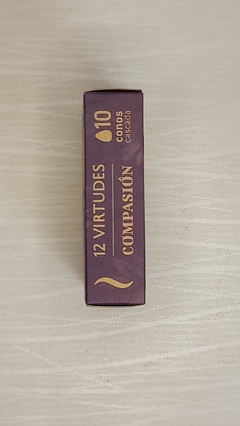 12 VIRTUDES
COMPASIÓN
10
conos
cascada